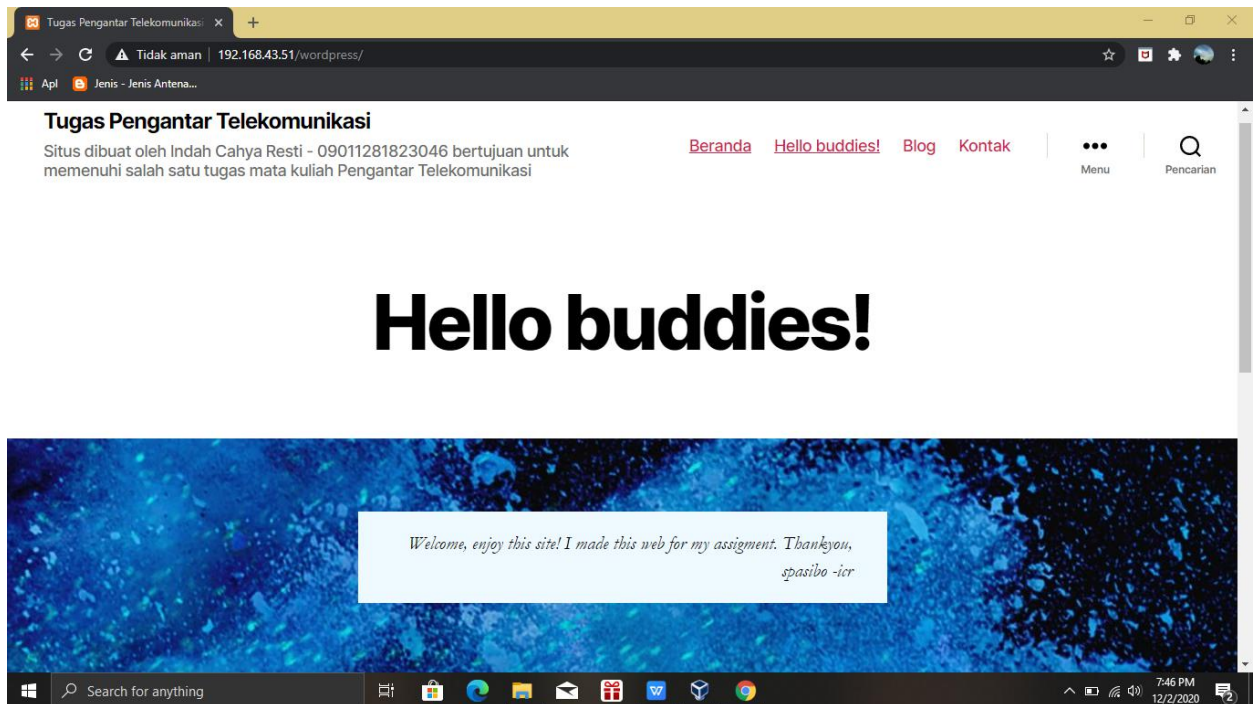 Tugas Pengantar Telekomunikasi
Tidak aman | 192.168.43.51/wordpress/
Apl
Jenis - Jenis Antena...
Tugas Pengantar Telekomunikasi
Situs dibuat oleh Indah Cahya Resti - 09011281823046 bertujuan untuk
memenuhi salah satu tugas mata kuliah Pengantar Telekomunikasi
Beranda
Hello buddies!
Blog
Kontak
Menu
Pencarian
Hello buddies!
Welcome, enjoy this site! I made this web for my assigment. Thankyou,
spasibo -icr
Search for anything
7:46 PM
12/2/2020
2